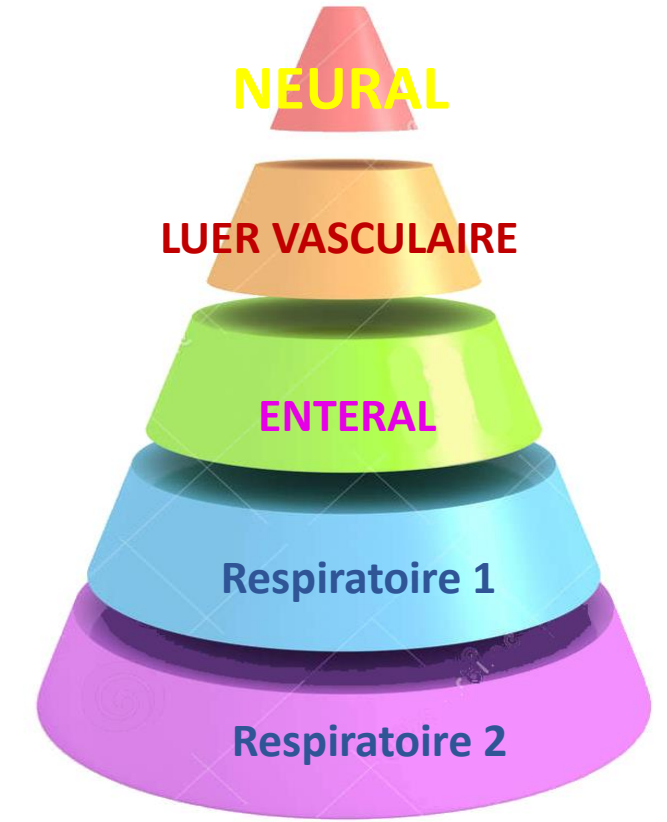 NEURAL
LUER VASCULAIRE
ENTERAL
Respiratoire 1
Respiratoire 2